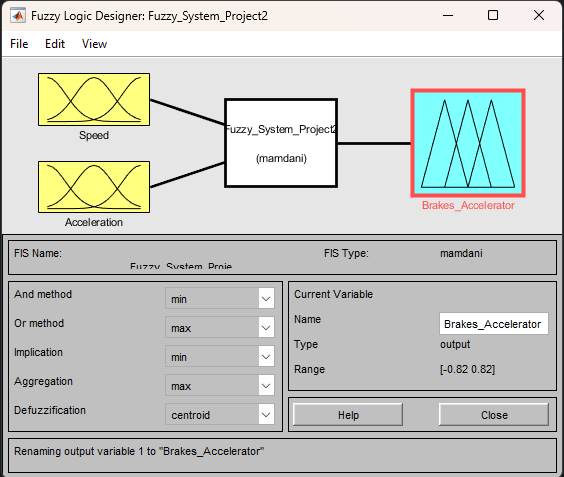 Fuzzy Logic Designer: Fuzzy_System_Project2
File Edit View
Speed
Acceleration
Fuzzy_System_Project2
(mamdani)
Brakes_Accelerator
FIS Name:
Fuzzy_System_Proje
FIS Type:
mamdani
And method
min
Or method
max
Implication
min
Aggregation
max
Defuzzification
centroid
Current Variable
Name
Brakes_Accelerator
Type
output
Range
[-0.82 0.82]
Help
Close
Renaming output variable 1 to "Brakes_Accelerator"